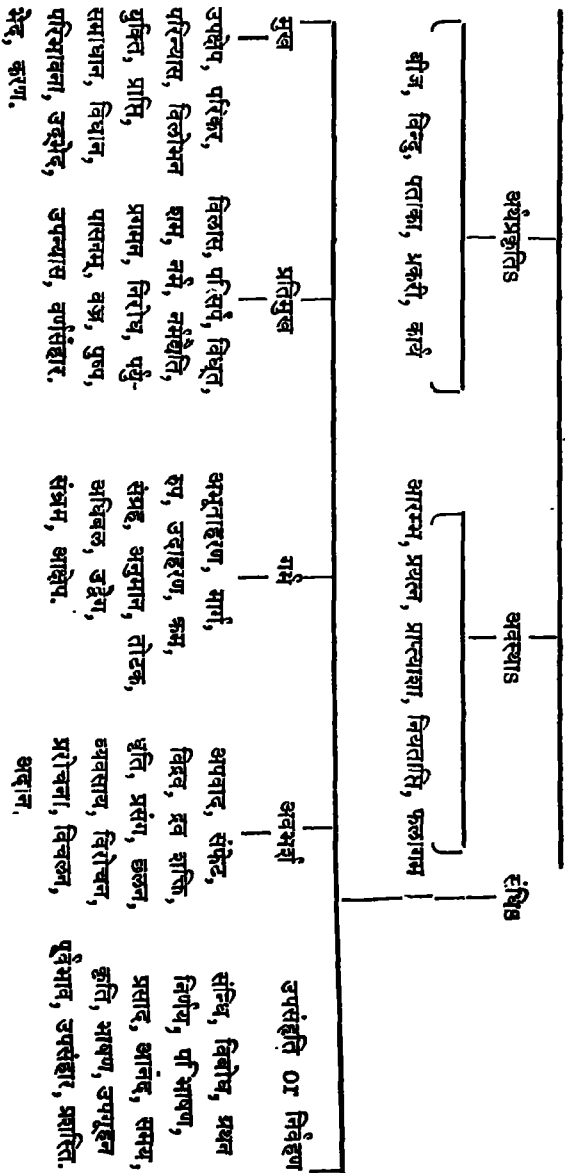 अर्थप्रकृतिs
बीज, बिन्दु, पताका, प्रकरी, कार्य
अवस्थाs
आरम्भ, प्रयत्न, प्राप्त्याशा, नियताप्ति, फलागम
संधिs
मुख
उपक्षेप, परिकर,
परिन्यास, विलोभन
युक्ति, प्राप्ति,
समाधान, विधान,
परिभावना, उद्भेद,
भेद, करण.
प्रतिमुख
विलास, परिसर्प, विधूत,
शम, नर्म, नर्मद्युति,
प्रगमन, निरोध, पर्यु-
पासनम्, वज्र, पुष्प,
उपन्यास, वर्णसंहार.
गर्भ
अभूताहरण, मार्ग,
रूप, उदाहरण, क्रम,
संग्रह, अनुमान, तोटक,
अधिबल, उद्वेग,
संभ्रम, आक्षेप.
अवमर्श
अपवाद, संफेट,
विद्रव, द्रव शक्ति,
द्युति, प्रसंग, छलन,
व्यवसाय, विरोधन,
प्ररोचना, विचलन,
आदान.
उपसंहृति or निर्वहण
संन्धि, विबोध, ग्रथन
निर्णय, परिभाषण,
प्रसाद, आनंद, समय,
कृति, भाषण, उपगूहन
पूर्वभाव, उपसंहार, प्रशस्ति.